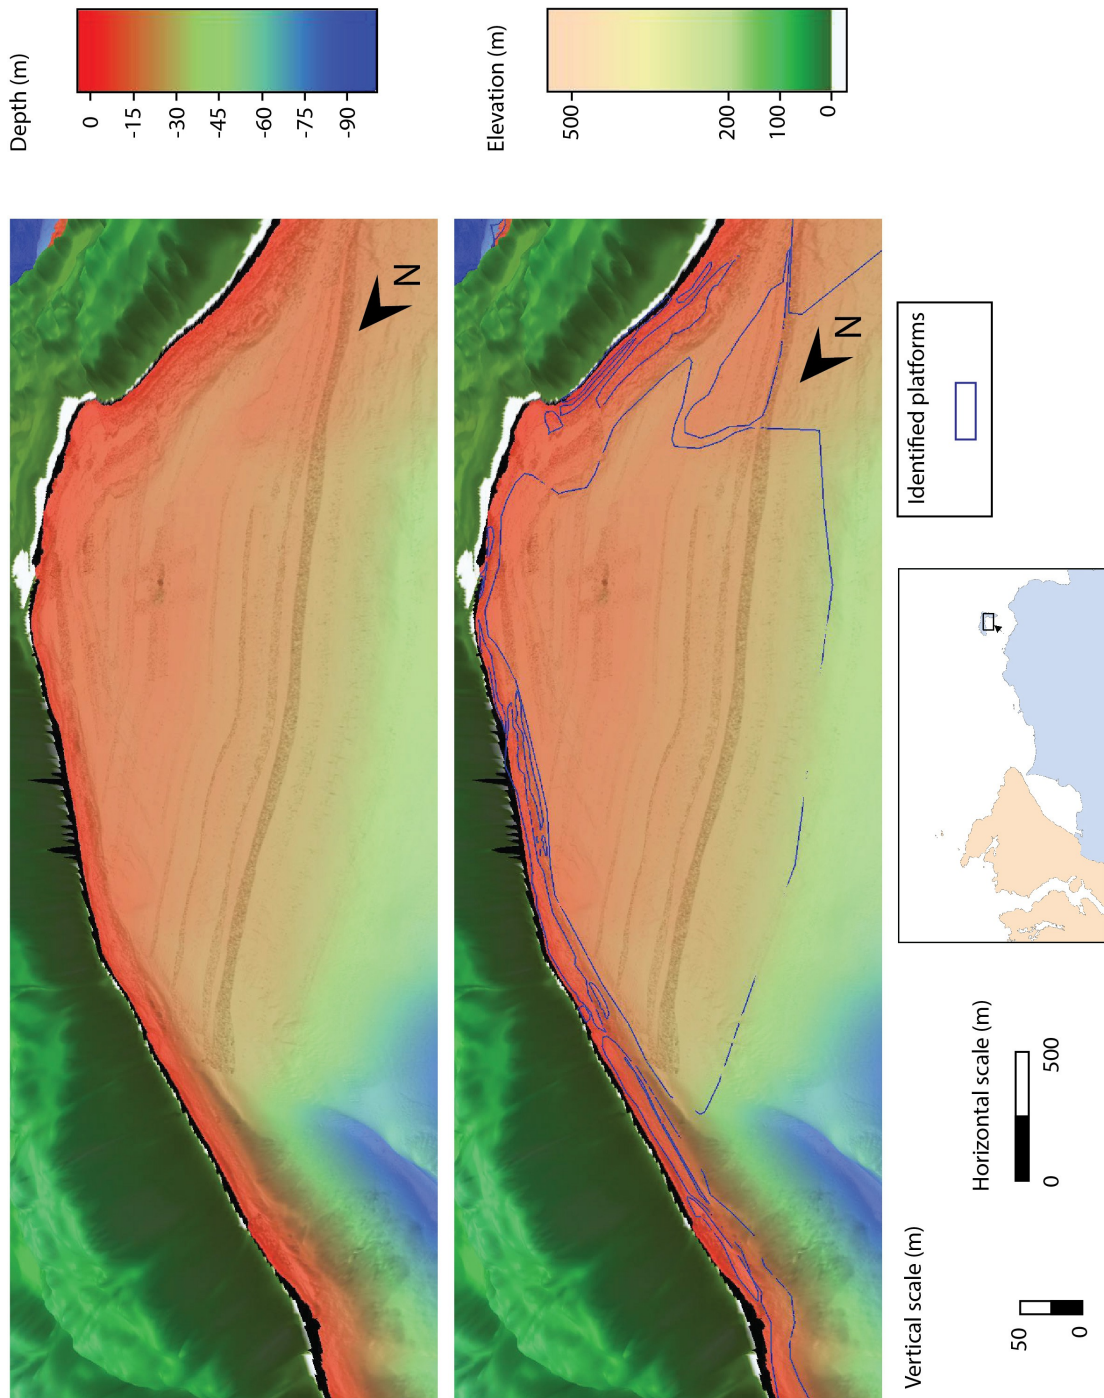 Depth (m)
0
-15
-30
-45
-60
-75
-90
Elevation (m)
500
200
100
0
N
N
Identified platforms
Horizontal scale (m)
0
500
Vertical scale (m)
50
0